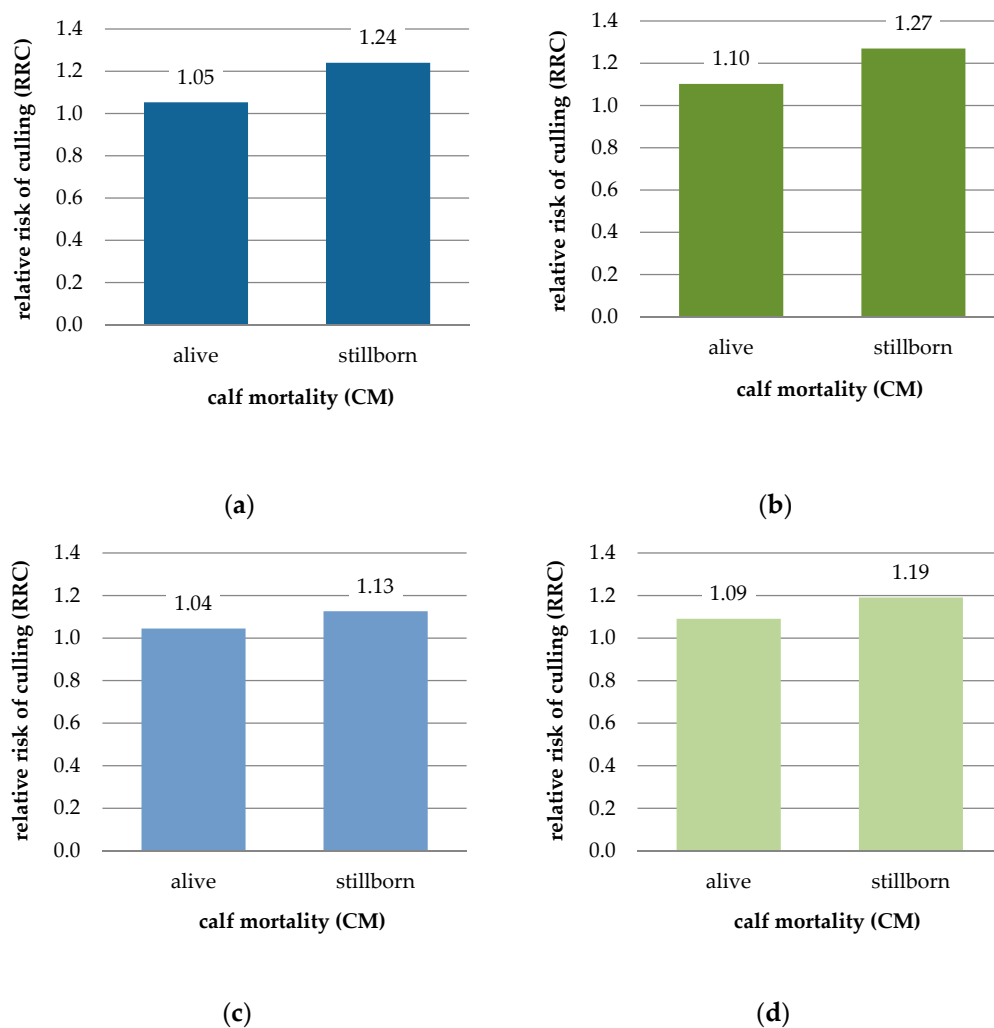 relative risk of culling (RRC)
1.4
1.2
1.0
0.8
0.6
0.4
0.2
0.0
1.05
1.24
alive
stillborn
calf mortality (CM)
(a)
relative risk of culling (RRC)
1.4
1.2
1.0
0.8
0.6
0.4
0.2
0.0
1.10
1.27
alive
stillborn
calf mortality (CM)
(b)
relative risk of culling (RRC)
1.4
1.2
1.0
0.8
0.6
0.4
0.2
0.0
1.04
1.13
alive
stillborn
calf mortality (CM)
(c)
relative risk of culling (RRC)
1.4
1.2
1.0
0.8
0.6
0.4
0.2
0.0
1.09
1.19
alive
stillborn
calf mortality (CM)
(d)